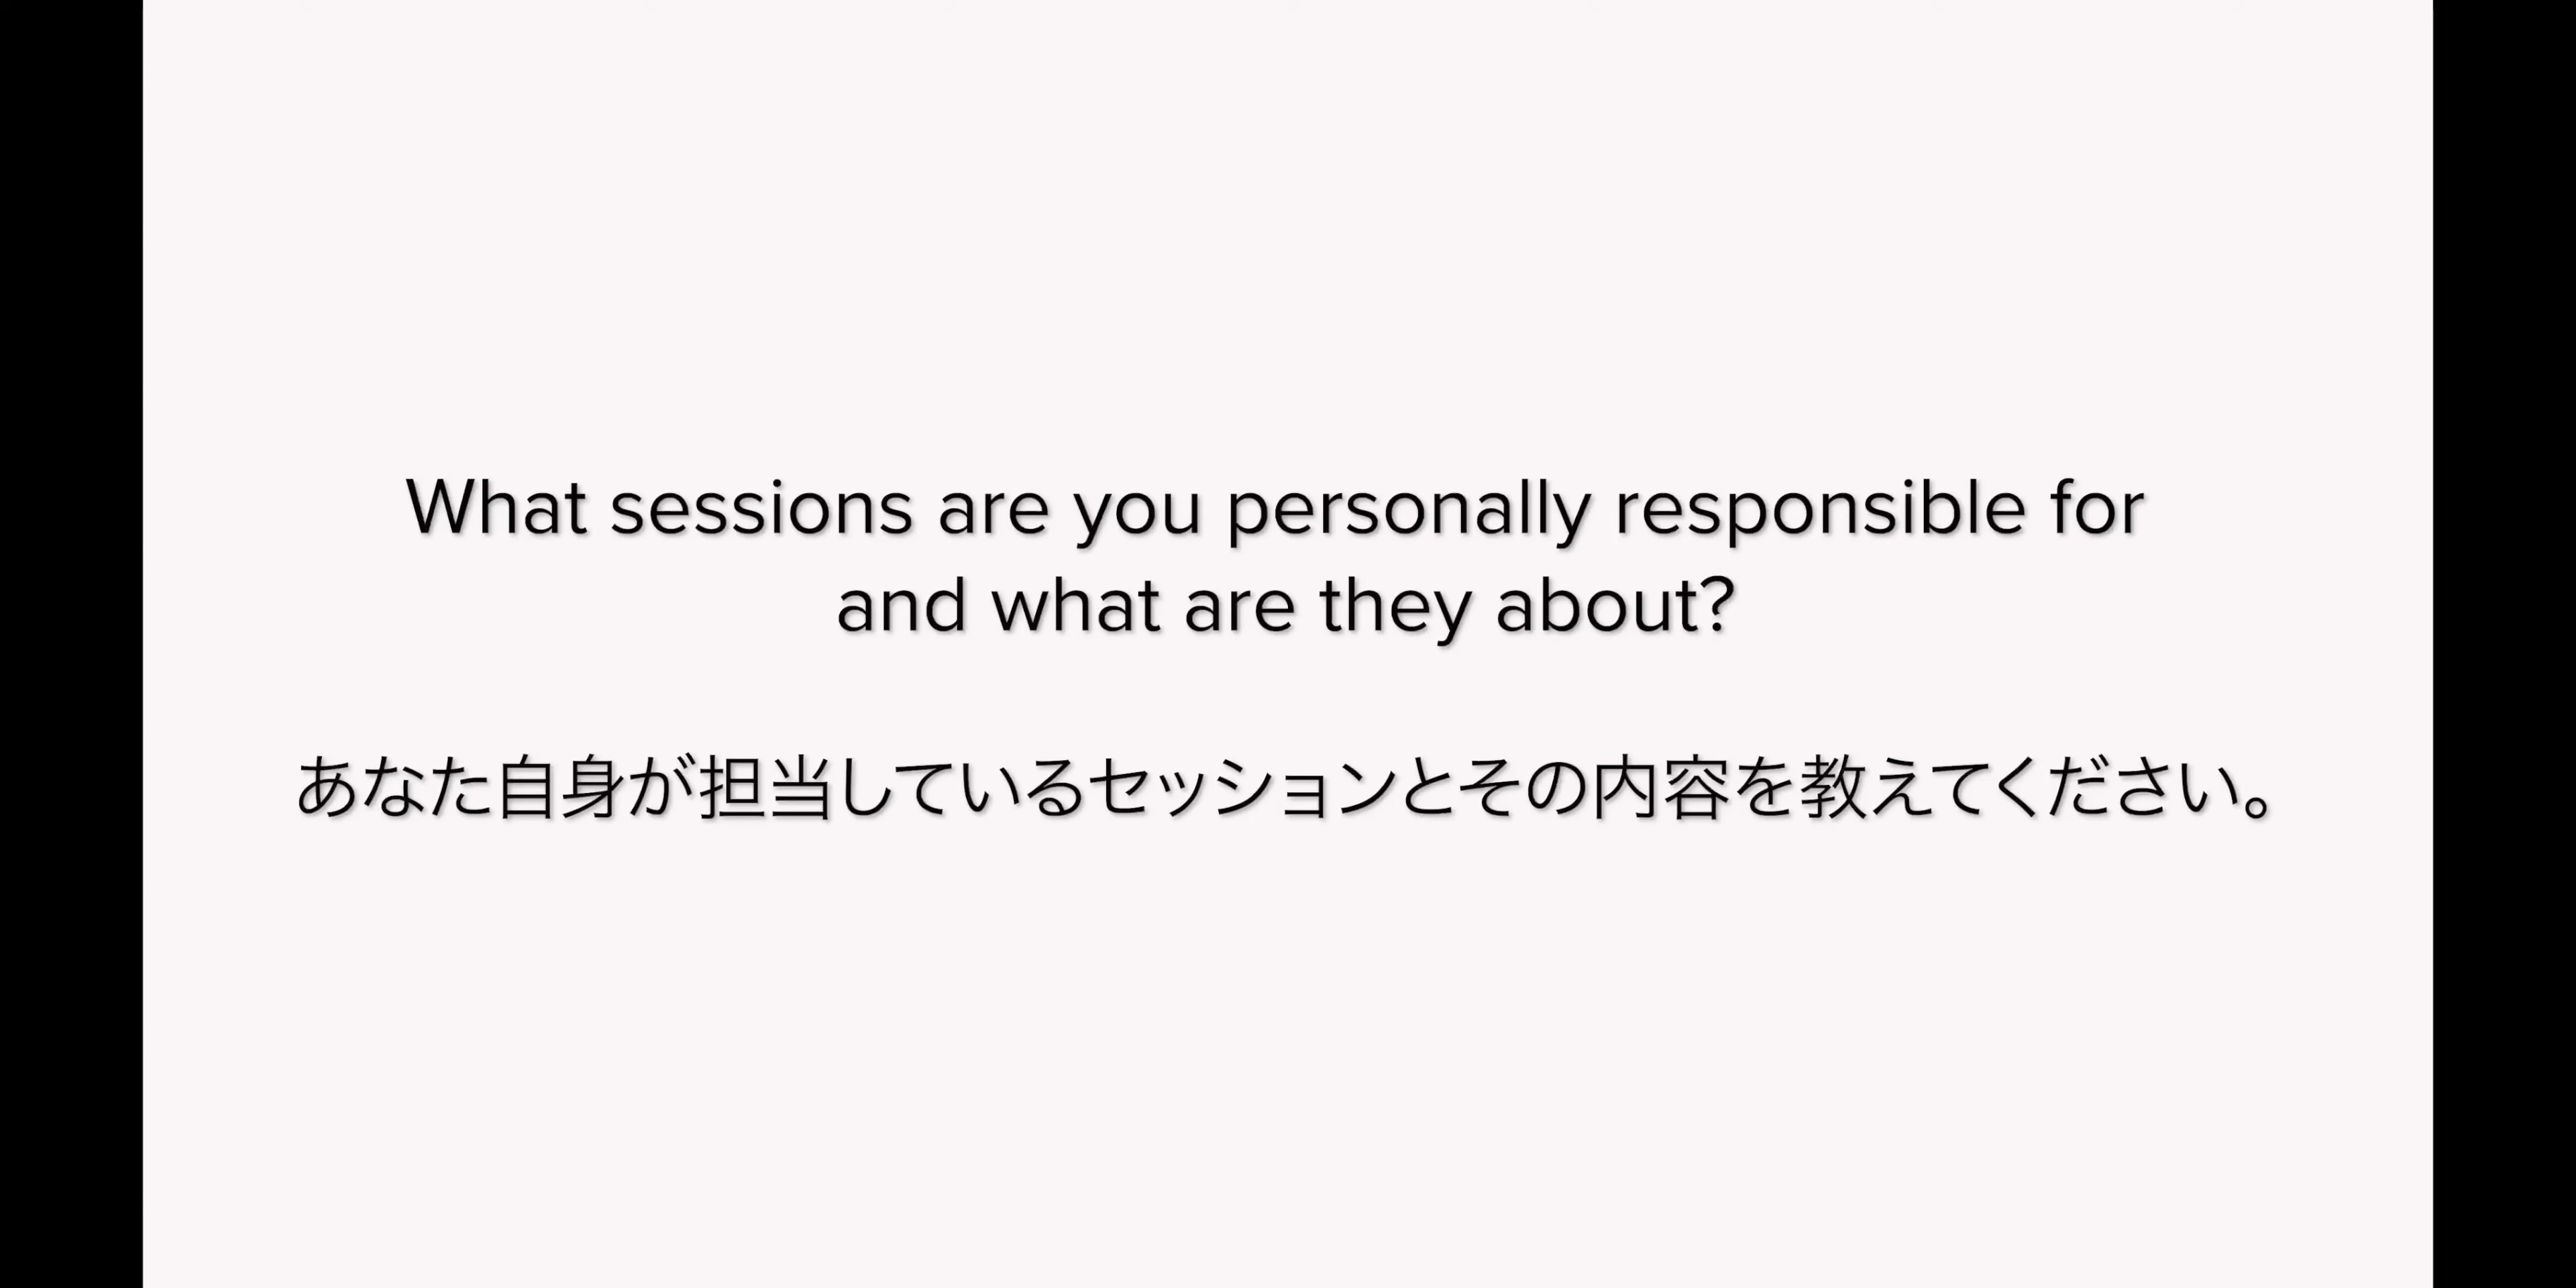 What sessions are you personally responsible for
and what are they about?
あなた自身が担当しているセッションとその内容を教えてください。